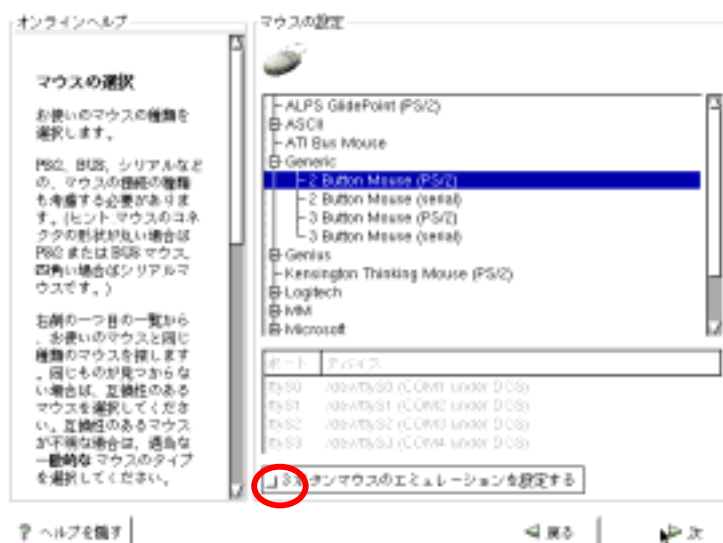 オンラインヘルプ
マウスの選択
お使いのマウスの種類を
選択します。
PS/2、BUS、シリアルなど
の、マウスの接続の種類
も考慮する必要がありま
す。(ヒント マウスのコネ
クタの形状が丸い場合は
PS/2 または BUS マウス、
四角い場合はシリアルマ
ウスです。)
右側の一つ目の一覧から
、お使いのマウスと同じ
種類のマウスを探します
。同じものが見つからな
い場合は、互換性のある
マウスを選択してくださ
い。互換性のあるマウス
が不明な場合は、適当な
一般的な マウスのタイプ
を選択してください。
マウスの設定
ALPS GlidePoint (PS/2)
ASCII
ATI Bus Mouse
Generic
2 Button Mouse (PS/2)
2 Button Mouse (serial)
3 Button Mouse (PS/2)
3 Button Mouse (serial)
Genius
Kensington Thinking Mouse (PS/2)
Logitech
MM
Microsoft
ポート デバイス
ttyS0 /dev/ttyS0 (COM1 under DOS)
ttyS1 /dev/ttyS1 (COM2 under DOS)
ttyS2 /dev/ttyS2 (COM3 under DOS)
ttyS3 /dev/ttyS3 (COM4 under DOS)
3ボタンマウスのエミュレーションを設定する
? ヘルプを隠す
戻る
次